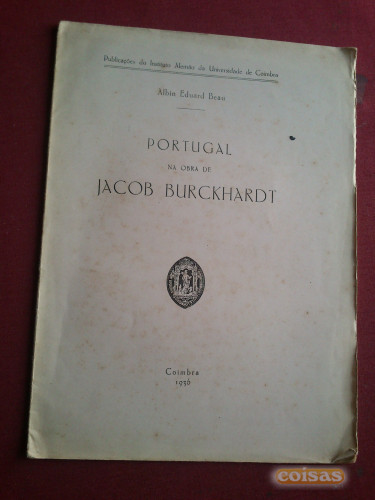 Publicações do Instituto Alemão da Universidade de Coimbra
Albin Eduard Beau
PORTUGAL
NA OBRA DE
JACOB BURCKHARDT
Coimbra
1936
coisas